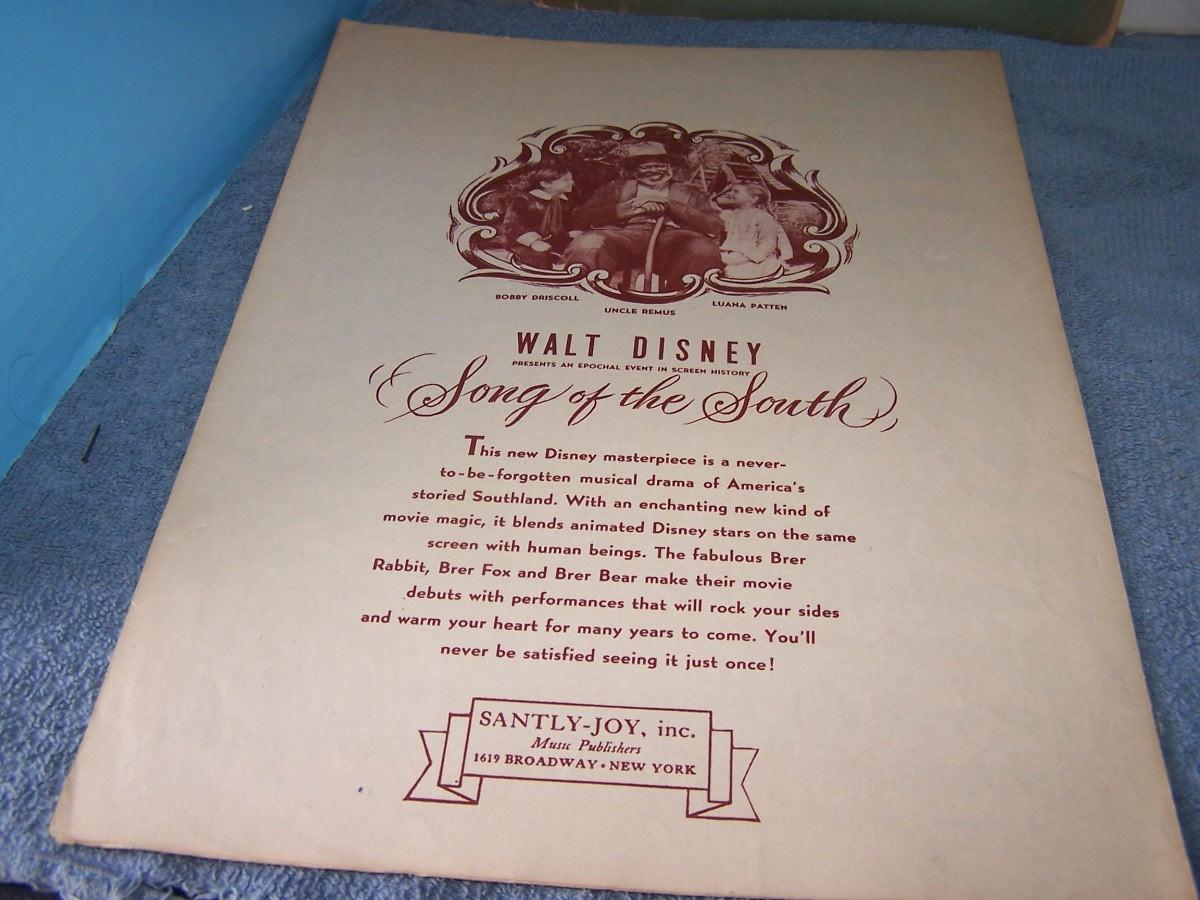 BOBBY DRISCOLL
UNCLE REMUS
LUANA PATTEN
WALT DISNEY
PRESENTS AN EPOCHAL EVENT IN SCREEN HISTORY
Song of the South
This new Disney masterpiece is a never-
to-be-forgotten musical drama of America's
storied Southland. With an enchanting new kind of
movie magic, it blends animated Disney stars on the same
screen with human beings. The fabulous Brer
Rabbit, Brer Fox and Brer Bear make their movie
debuts with performances that will rock your sides
and warm your heart for many years to come. You'll
never be satisfied seeing it just once!
SANTLY-JOY, inc.
Music Publishers
1619 BROADWAY • NEW YORK